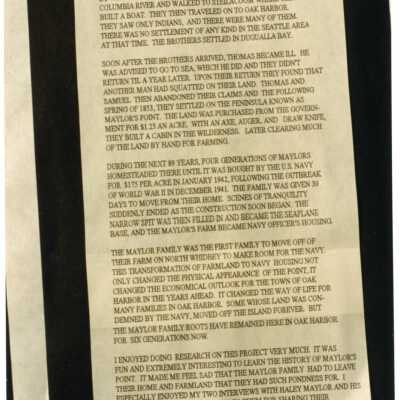 COLUMBIA RIVER AND WALKED TO STEILACOOM
BUILT A BOAT. THEY THEN TRAVELED ON TO OAK HARBOR.
THEY SAW ONLY INDIANS, AND THERE WERE MANY OF THEM.
THERE WAS NO SETTLEMENT OF ANY KIND IN THE SEATTLE AREA
AT THAT TIME. THE BROTHERS SETTLED IN DUGUALLA BAY.
SOON AFTER THE BROTHERS ARRIVED, THOMAS BECAME ILL. HE
WAS ADVISED TO GO TO SEA, WHICH HE DID AND THEY DIDN'T
RETURN TIL A YEAR LATER. UPON THEIR RETURN THEY FOUND THAT
ANOTHER MAN HAD SQUATTED ON THEIR LAND. THOMAS AND
SAMUEL THEN ABANDONED THEIR CLAIMS AND THE FOLLOWING
SPRING OF 1853, THEY SETTLED ON THE PENINSULA KNOWN AS
MAYLOR'S POINT. THE LAND WAS PURCHASED FROM THE GOVERN-
MENT FOR $1.25 AN ACRE. WITH AN AXE, AUGER, AND DRAW KNIFE,
THEY BUILT A CABIN IN THE WILDERNESS. LATER CLEARING MUCH
OF THE LAND BY HAND FOR FARMING.
DURING THE NEXT 89 YEARS, FOUR GENERATIONS OF MAYLORS
HOMESTEADED THERE UNTIL IT WAS BOUGHT BY THE U.S. NAVY
FOR $175 PER ACRE IN JANUARY 1942, FOLLOWING THE OUTBREAK
OF WORLD WAR II IN DECEMBER 1941. THE FAMILY WAS GIVEN 30
DAYS TO MOVE FROM THEIR HOME. SCENES OF TRANQUILITY
SUDDENLY ENDED AS THE CONSTRUCTION SOON BEGAN. THE
NARROW SPIT WAS THEN FILLED IN AND BECAME THE SEAPLANE
BASE, AND THE MAYLOR'S FARM BECAME NAVY OFFICER'S HOUSING.
THE MAYLOR FAMILY WAS THE FIRST FAMILY TO MOVE OFF OF
THEIR FARM ON NORTH WHIDBEY TO MAKE ROOM FOR THE NAVY.
THIS TRANSFORMATION OF FARMLAND TO NAVY HOUSING NOT
ONLY CHANGED THE PHYSICAL APPEARANCE OF THE POINT, IT
CHANGED THE ECONOMICAL OUTLOOK FOR THE TOWN OF OAK
HARBOR IN THE YEARS AHEAD. IT CHANGED THE WAY OF LIFE FOR
MANY FAMILIES IN OAK HARBOR. SOME WHOSE LAND WAS CON-
DEMNED BY THE NAVY, MOVED OFF THE ISLAND FOREVER. BUT
THE MAYLOR FAMILY ROOTS HAVE REMAINED HERE IN OAK HARBOR
FOR SIX GENERATIONS NOW.
I ENJOYED DOING RESEARCH ON THIS PROJECT VERY MUCH. IT WAS
FUN AND EXTREMELY INTERESTING TO LEARN THE HISTORY OF MAYLOR'S
POINT. IT MADE ME FEEL SAD THAT THE MAYLOR FAMILY HAD TO LEAVE
THEIR HOME AND FARMLAND THAT THEY HAD SUCH FONDNESS FOR. I
ESPECIALLY ENJOYED MY TWO INTERVIEWS WITH HALEY MAYLOR AND HIS
FOR SHARING THEIR